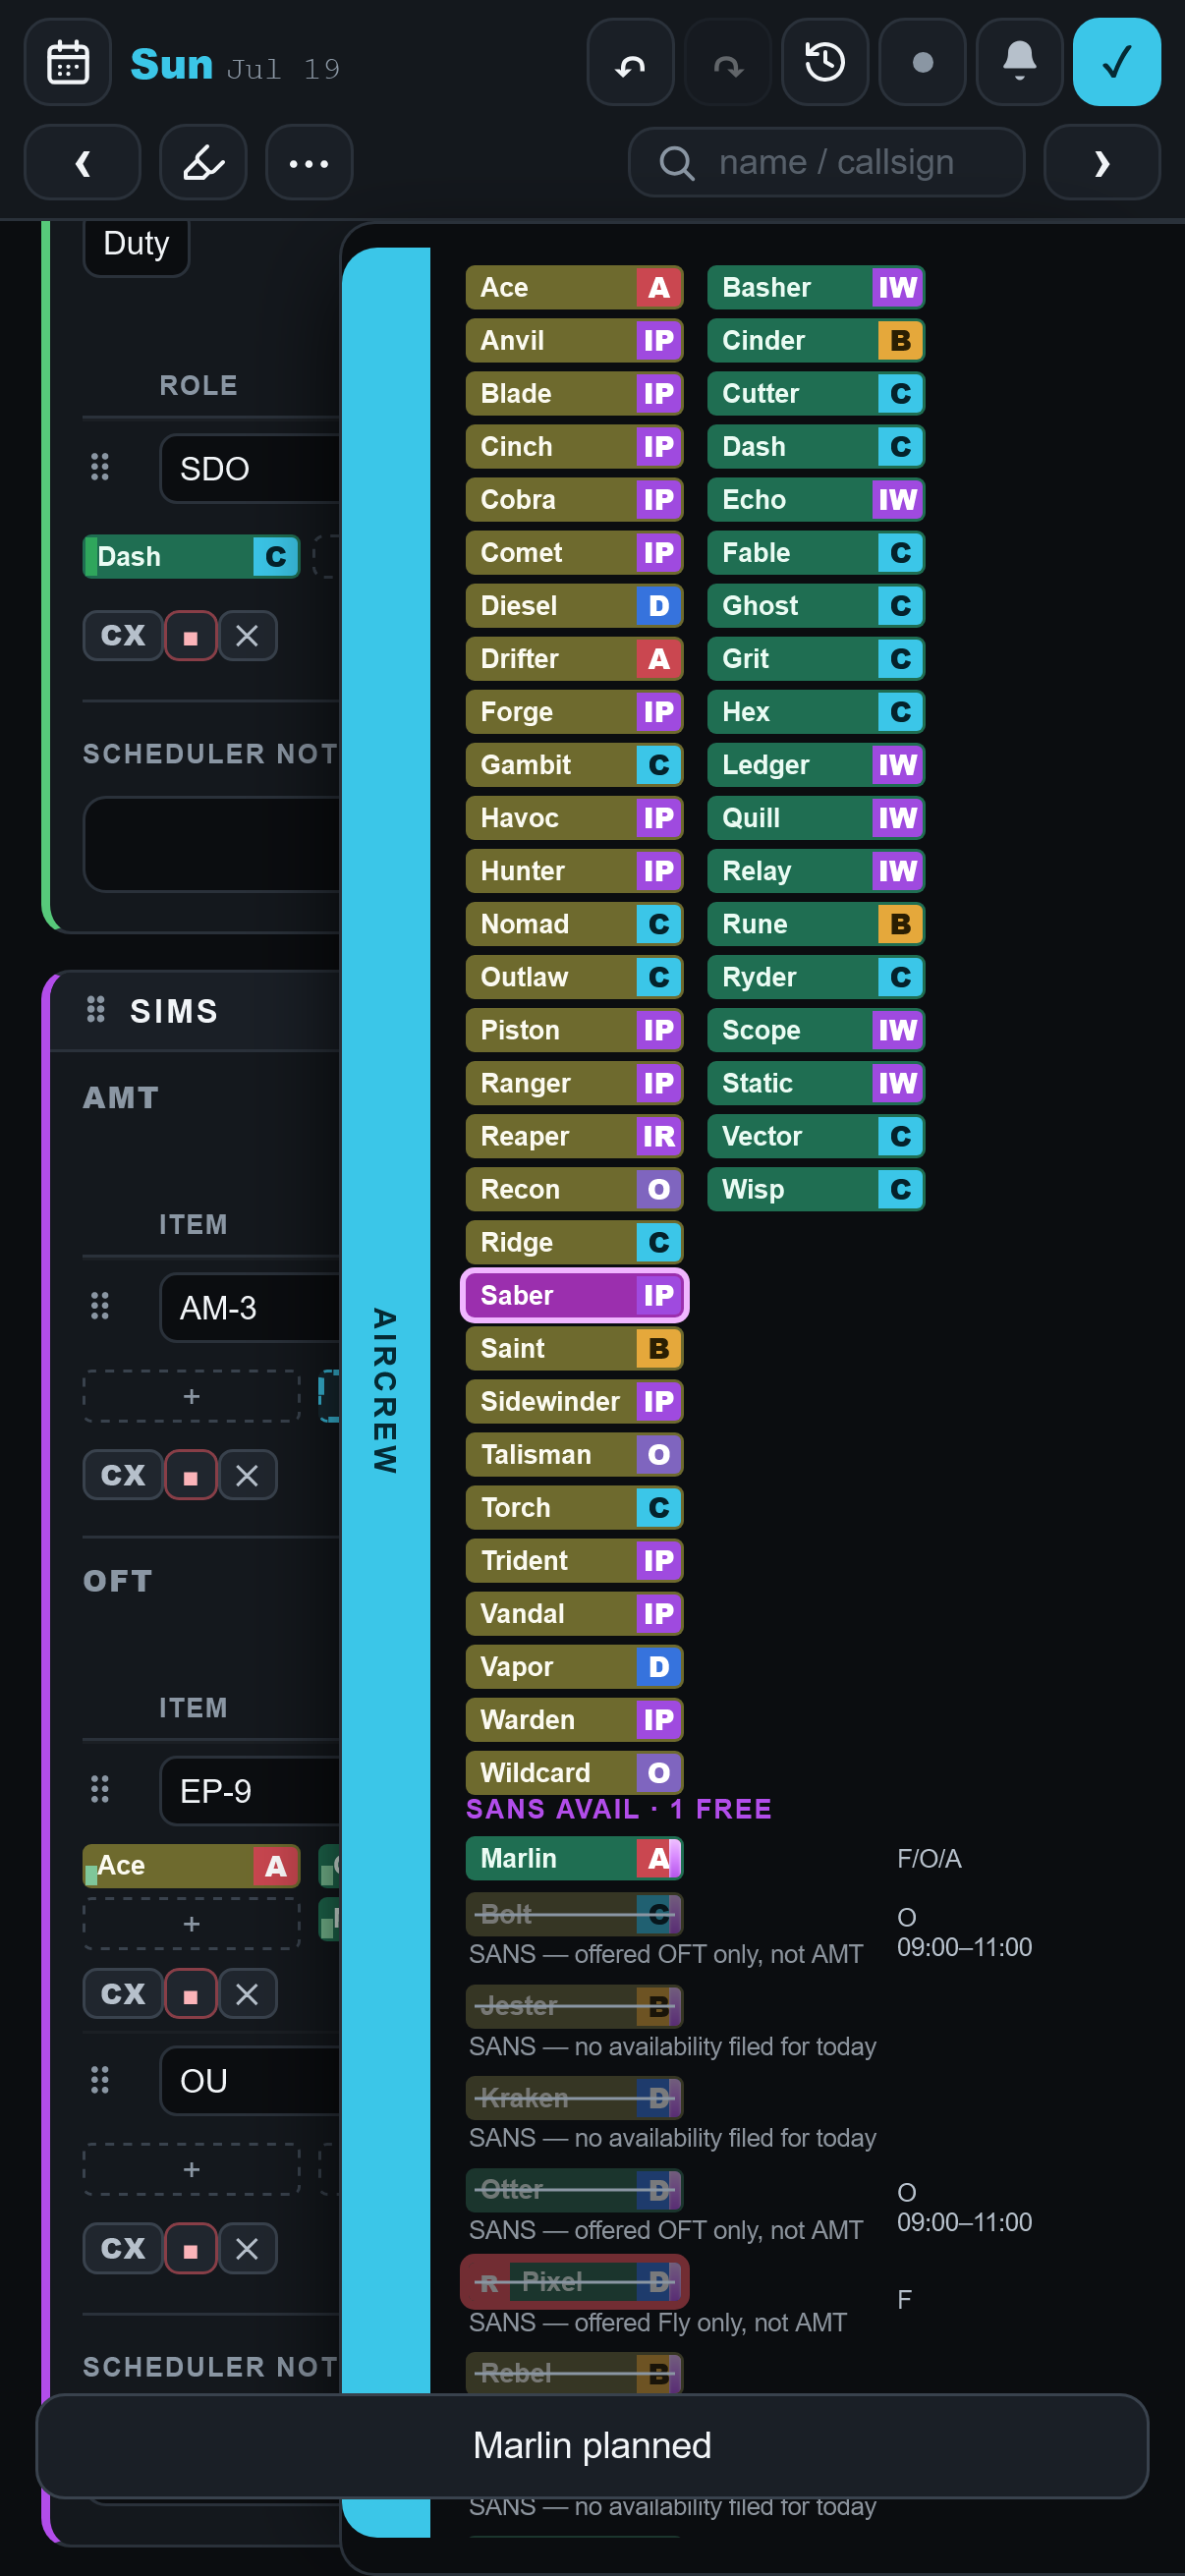 Sun Jul 19
name / callsign
Duty
ROLE
SDO
Dash C
CX
SCHEDULER NOT
SIMS
AMT
ITEM
AM-3
+
CX
OFT
ITEM
EP-9
Ace A
+
CX
OU
+
CX
SCHEDULER NOT
AIRCREW
Ace A
Anvil IP
Blade IP
Cinch IP
Cobra IP
Comet IP
Diesel D
Drifter A
Forge IP
Gambit C
Havoc IP
Hunter IP
Nomad C
Outlaw C
Piston IP
Ranger IP
Reaper IR
Recon O
Ridge C
Saber IP
Saint B
Sidewinder IP
Talisman O
Torch C
Trident IP
Vandal IP
Vapor D
Warden IP
Wildcard O
Basher IW
Cinder B
Cutter C
Dash C
Echo IW
Fable C
Ghost C
Grit C
Hex C
Ledger IW
Quill IW
Relay IW
Rune B
Ryder C
Scope IW
Static IW
Vector C
Wisp C
SANS AVAIL · 1 FREE
Marlin A F/O/A
Bolt C O
09:00–11:00
SANS — offered OFT only, not AMT
Jester B
SANS — no availability filed for today
Kraken D
SANS — no availability filed for today
Otter D O
09:00–11:00
SANS — offered OFT only, not AMT
R Pixel D F
SANS — offered Fly only, not AMT
Rebel B
Marlin planned
SANS — no availability filed for today